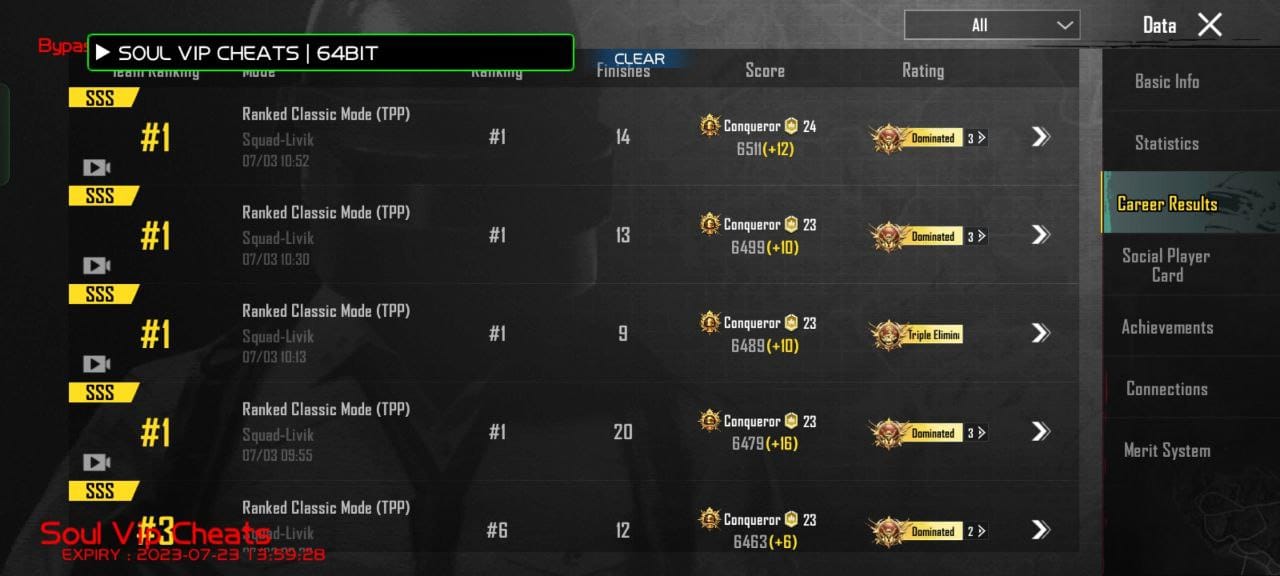 All
Data
Bypas
SOUL VIP CHEATS | 64BIT
CLEAR
Team Ranking Mode Ranking Finishes Score Rating
Basic Info
Statistics
Career Results
Social Player
Card
Achievements
Connections
Merit System
SSS
#1
Ranked Classic Mode (TPP)
Squad-Livik
07/03 10:52
#1
14
Conqueror 24
6511(+12)
Dominated 3
SSS
#1
Ranked Classic Mode (TPP)
Squad-Livik
07/03 10:30
#1
13
Conqueror 23
6499(+10)
Dominated 3
SSS
#1
Ranked Classic Mode (TPP)
Squad-Livik
07/03 10:13
#1
9
Conqueror 23
6489(+10)
Triple Elimin
SSS
#1
Ranked Classic Mode (TPP)
Squad-Livik
07/03 09:55
#1
20
Conqueror 23
6479(+16)
Dominated 3
SSS
#3
Ranked Classic Mode (TPP)
Squad-Livik
#6
12
Conqueror 23
6463(+6)
Dominated 2
Soul Vip Cheats
EXPIRY : 2023-07-23 13:59:28